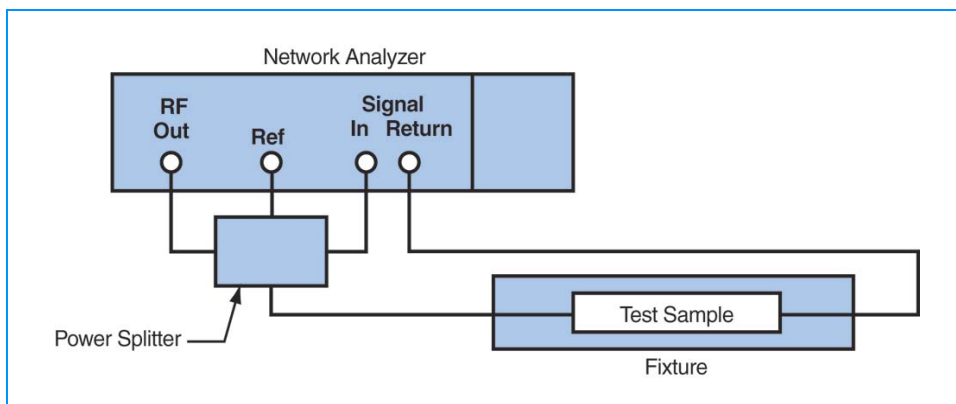 Network Analyzer
RF
Out
Ref
Signal
In Return
Power Splitter
Test Sample
Fixture